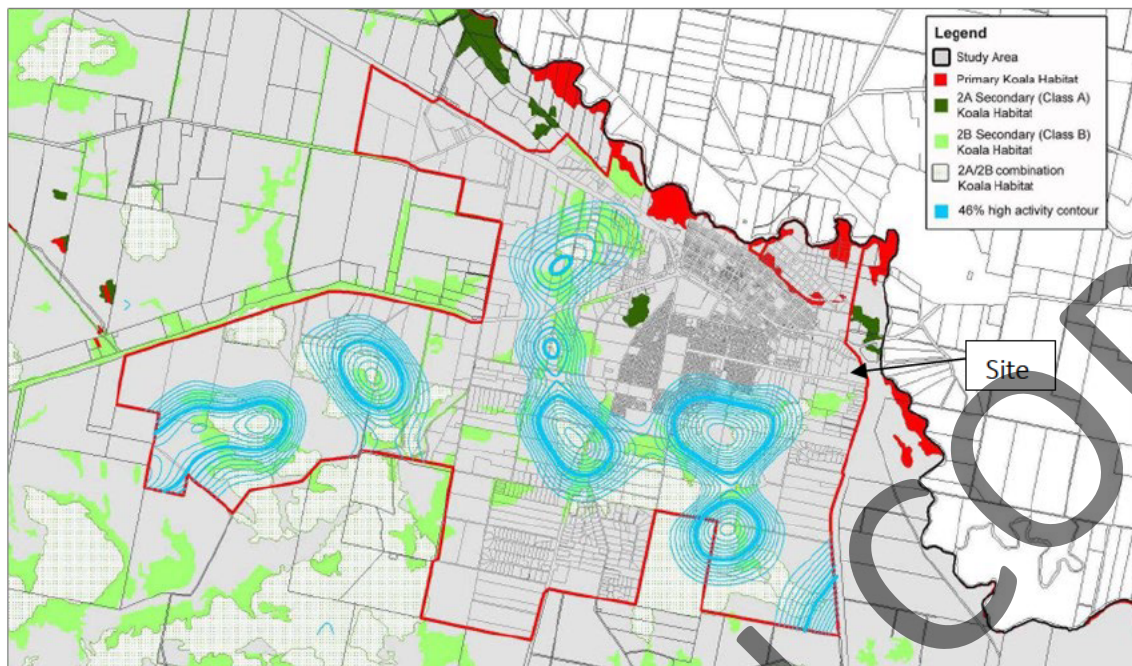 Legend
Study Area
Primary Koala Habitat
2A Secondary (Class A)
Koala Habitat
2B Secondary (Class B)
Koala Habitat
2A/2B combination
Koala Habitat
46% high activity contour
Site